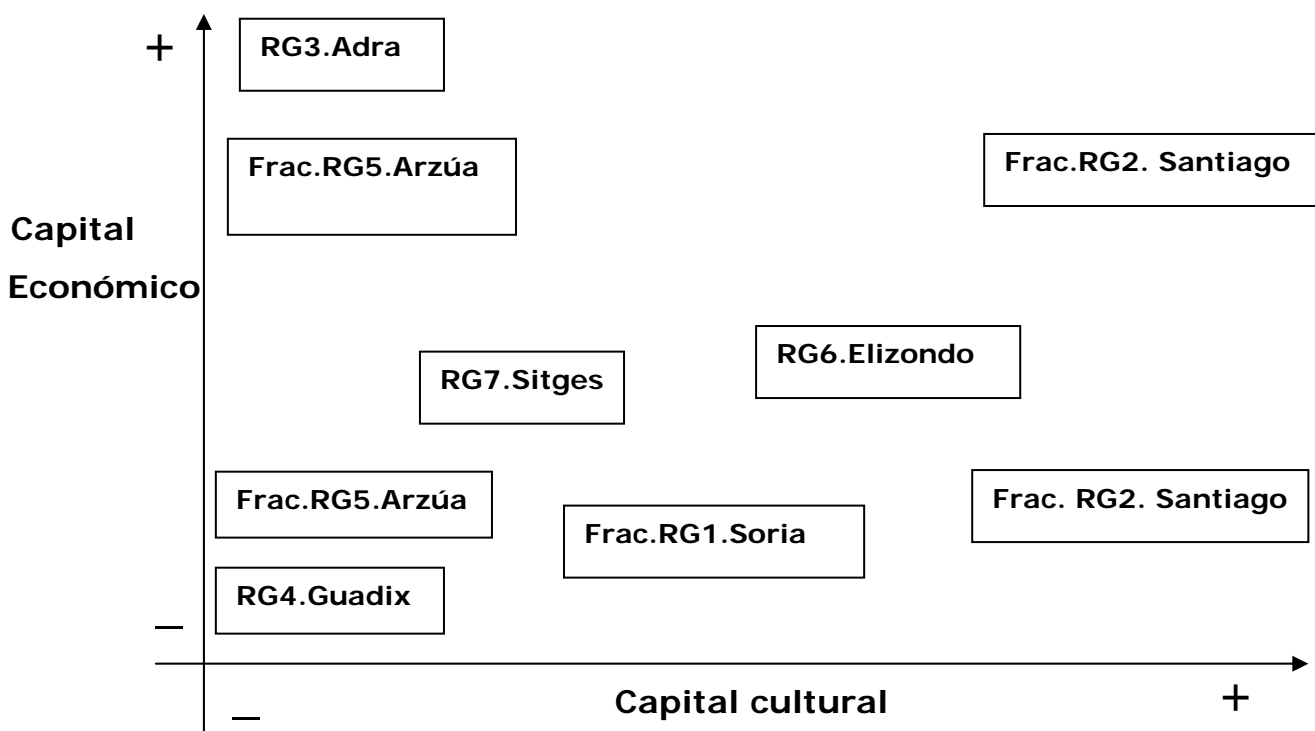 +
RG3.Adra
Frac.RG5.Arzúa
Frac.RG2. Santiago
Capital
Económico
RG6.Elizondo
RG7.Sitges
Frac.RG5.Arzúa
Frac. RG2. Santiago
Frac.RG1.Soria
RG4.Guadix
_
Capital cultural
+
_